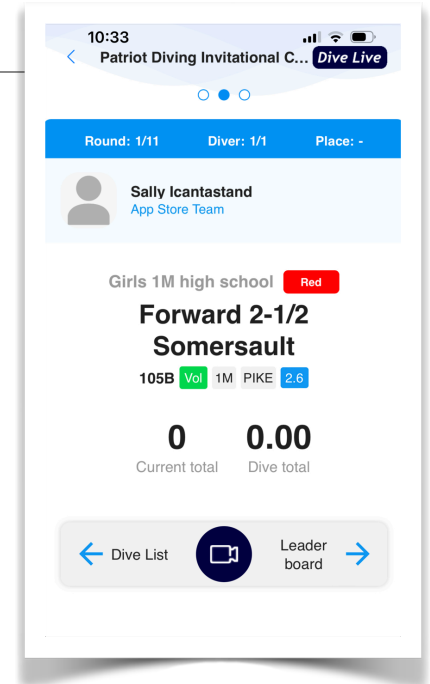 10:33
Patriot Diving Invitational C... Dive Live
Round: 1/11 Diver: 1/1 Place: -
Sally Icantastand
App Store Team
Girls 1M high school Red
Forward 2-1/2
Somersault
105B Vol 1M PIKE 2.6
0 0.00
Current total Dive total
Dive List Leader
board